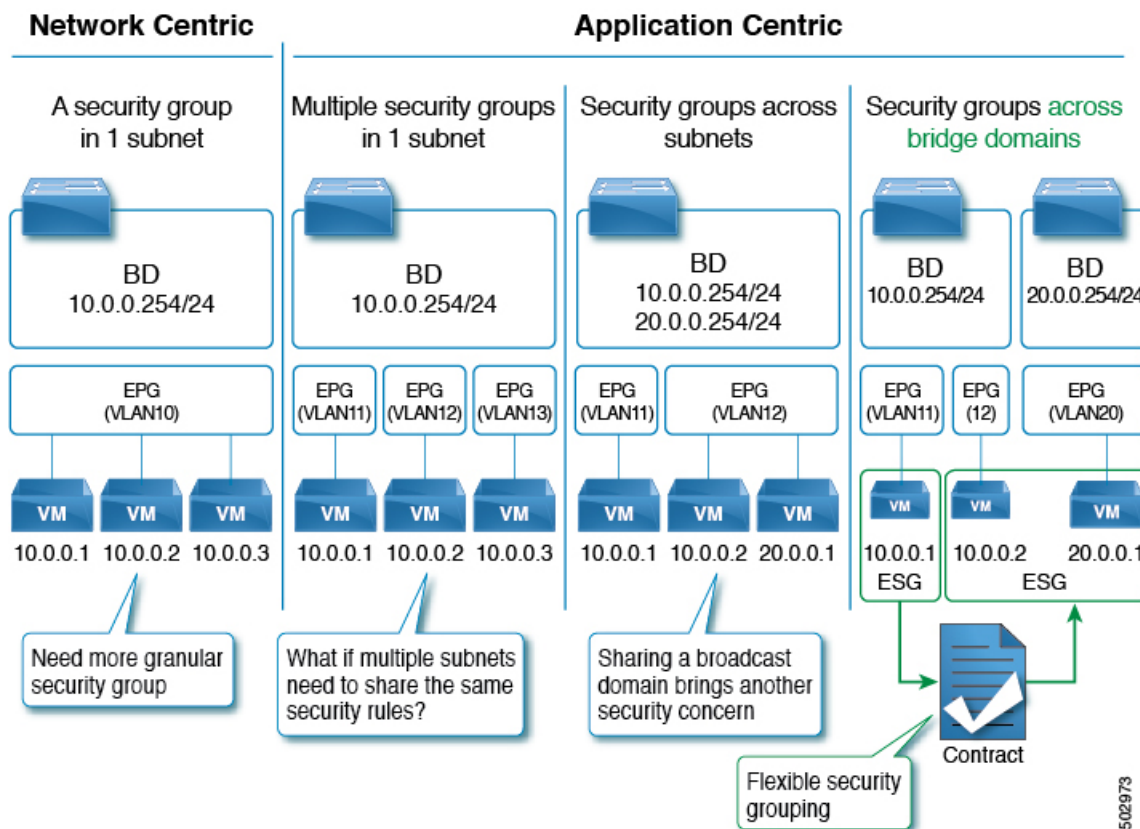 Network Centric
Application Centric
A security group
in 1 subnet
BD
10.0.0.254/24
EPG
(VLAN10)
VM
VM
VM
10.0.0.1
10.0.0.2
10.0.0.3
Need more granular
security group
Multiple security groups
in 1 subnet
BD
10.0.0.254/24
EPG
(VLAN11)
EPG
(VLAN12)
EPG
(VLAN13)
VM
VM
VM
10.0.0.1
10.0.0.2
10.0.0.3
What if multiple subnets
need to share the same
security rules?
Security groups across
subnets
BD
10.0.0.254/24
20.0.0.254/24
EPG
(VLAN11)
EPG
(VLAN12)
VM
VM
VM
10.0.0.1
10.0.0.2
20.0.0.1
Sharing a broadcast
domain brings another
security concern
Security groups across
bridge domains
BD
10.0.0.254/24
BD
20.0.0.254/24
EPG
(VLAN11)
EPG
(12)
EPG
(VLAN20)
VM
VM
VM
10.0.0.1
10.0.0.2
20.0.0.1
ESG
ESG
Contract
Flexible security
grouping
502973